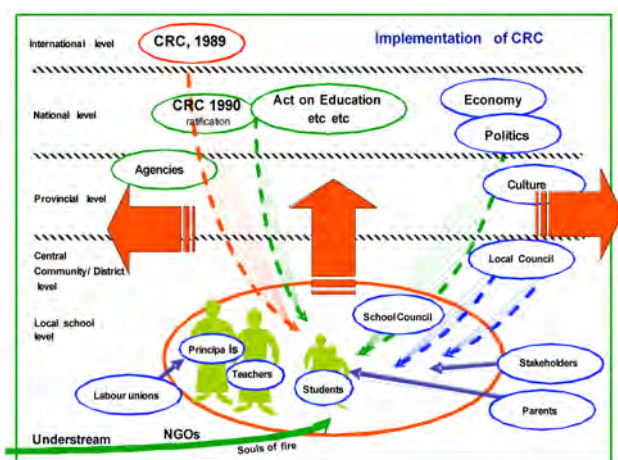 International level
CRC, 1989
Implementation of CRC
National level
CRC 1990
ratification
Act on Education
etc etc
Economy
Politics
Agencies
Provincial level
Culture
Central
Community/ District
level
Local Council
Local school
level
School Council
Principa ls
Teachers
Students
Stakeholders
Labour unions
Parents
Understream
NGOs
Souls of fire